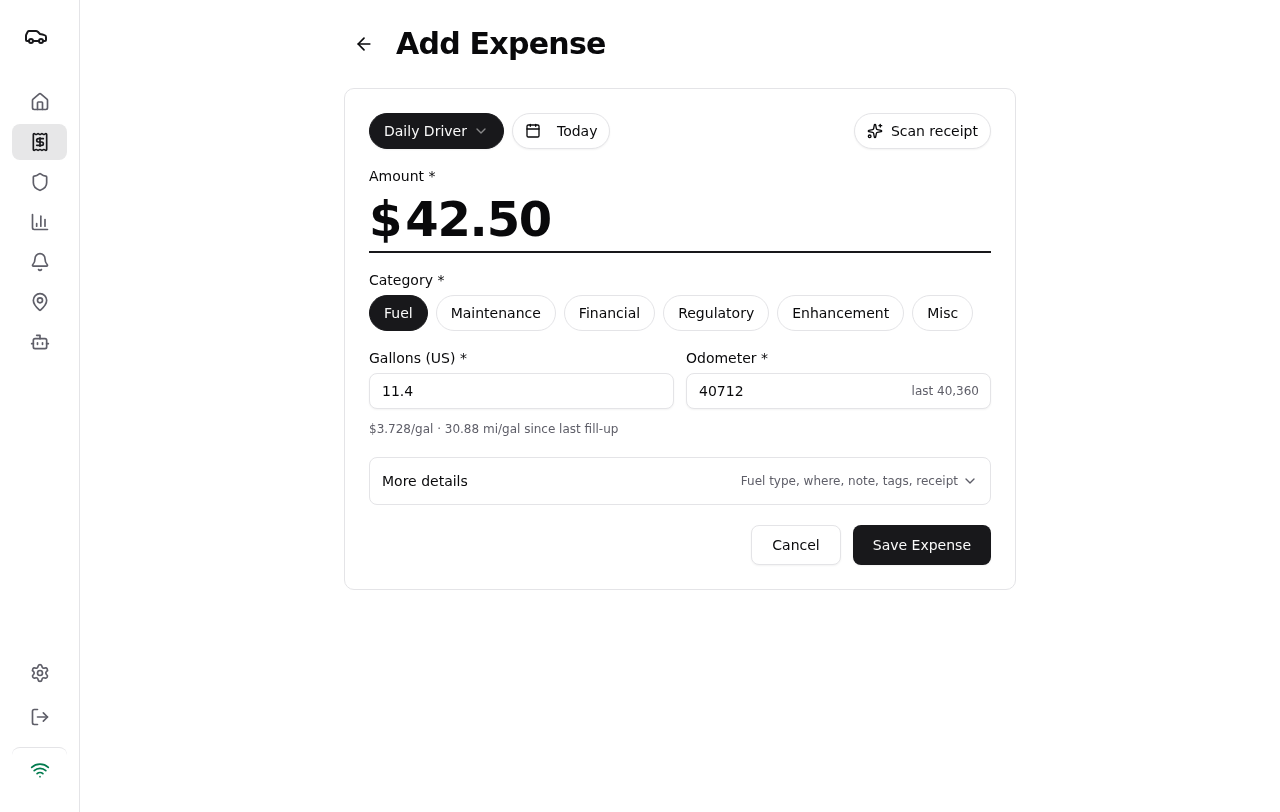 Add Expense
Daily Driver
Today
Scan receipt
Amount *
$42.50
Category *
Fuel
Maintenance
Financial
Regulatory
Enhancement
Misc
Gallons (US) *
Odometer *
11.4
40712
last 40,360
$3.728/gal · 30.88 mi/gal since last fill-up
More details
Fuel type, where, note, tags, receipt
Cancel
Save Expense